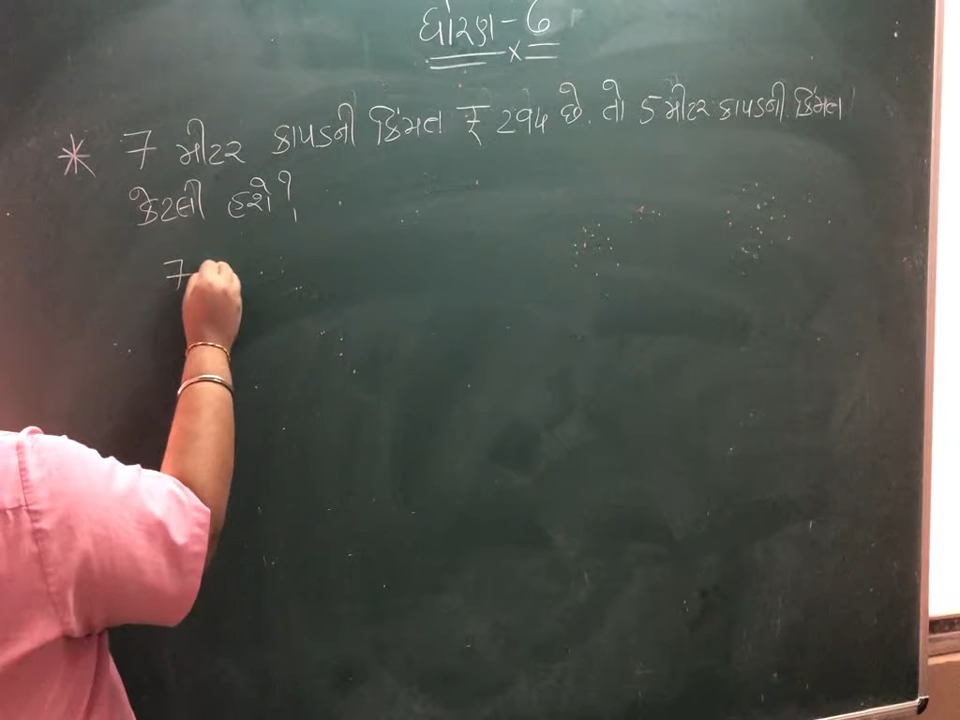 ધોરણ - 6
* 7 મીટર કાપડની કિંમત ₹ 294 છે. તો 5 મીટર કાપડની કિંમત
કેટલી હશે ?
7